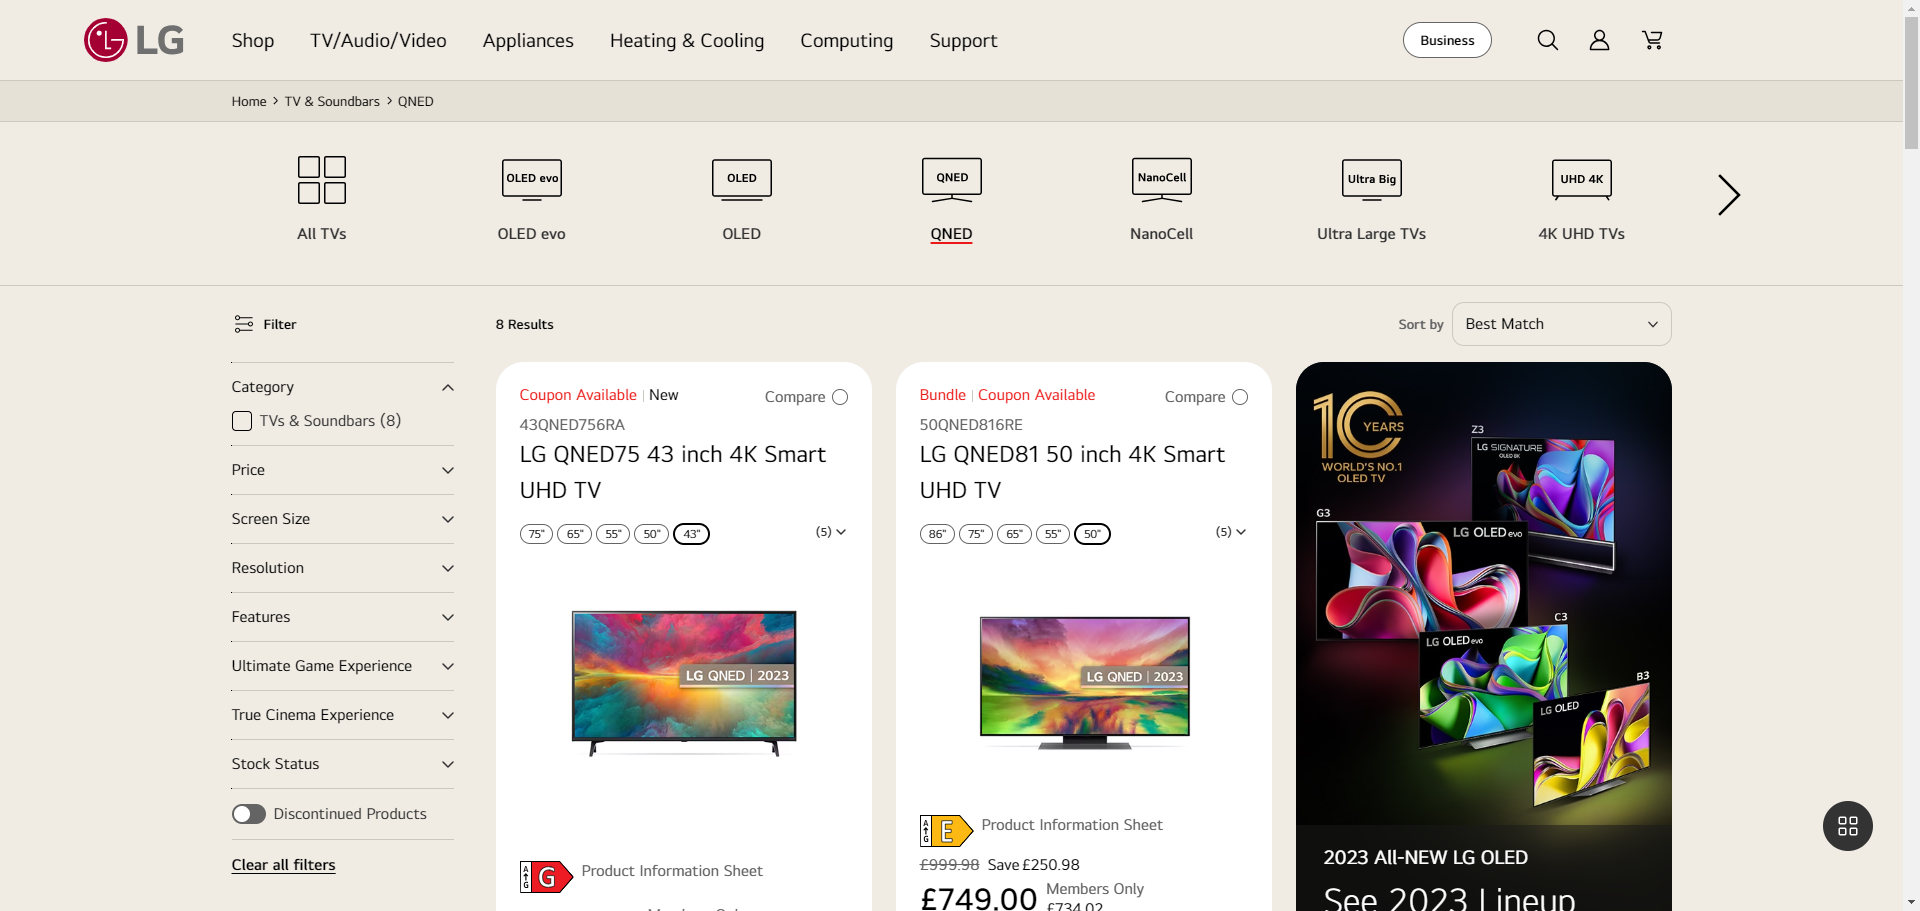 LG
Shop
TV/Audio/Video
Appliances
Heating & Cooling
Computing
Support
Business
Home > TV & Soundbars > QNED
OLED evo
OLED
QNED
NanoCell
Ultra Big
UHD 4K
All TVs
OLED evo
OLED
QNED
NanoCell
Ultra Large TVs
4K UHD TVs
Filter
8 Results
Sort by
Best Match
Category
TVs & Soundbars (8)
Price
Screen Size
Resolution
Features
Ultimate Game Experience
True Cinema Experience
Stock Status
Discontinued Products
Clear all filters
Coupon Available | New
Compare
43QNED756RA
LG QNED75 43 inch 4K Smart
UHD TV
75" 65" 55" 50" 43"
(5)
LG QNED | 2023
A
G
G
Product Information Sheet
Bundle | Coupon Available
Compare
50QNED816RE
LG QNED81 50 inch 4K Smart
UHD TV
86" 75" 65" 55" 50"
(5)
LG QNED | 2023
A
G
E
Product Information Sheet
£999.98 Save £250.98
£749.00
Members Only
£734.02
10 YEARS
WORLD'S NO.1
OLED TV
Z3
LG SIGNATURE
OLED 8K
G3
LG OLED evo
C3
LG OLED evo
B3
LG OLED
2023 All-NEW LG OLED
See 2023 Lineup